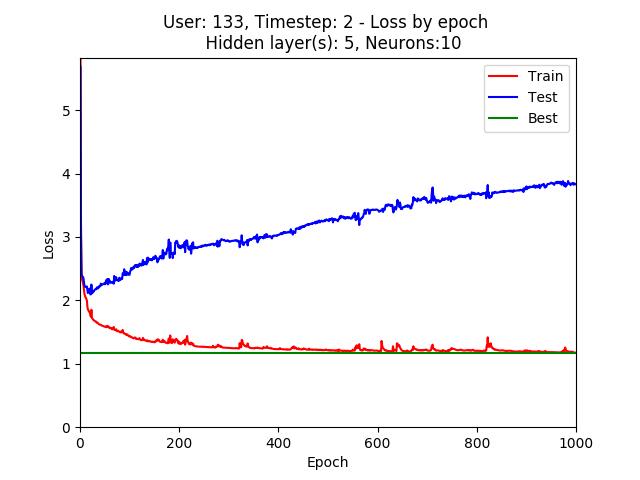 User: 133, Timestep: 2 - Loss by epoch
Hidden layer(s): 5, Neurons:10
Train
Test
Best
5
4
3
2
1
0
Loss
0 200 400 600 800 1000
Epoch